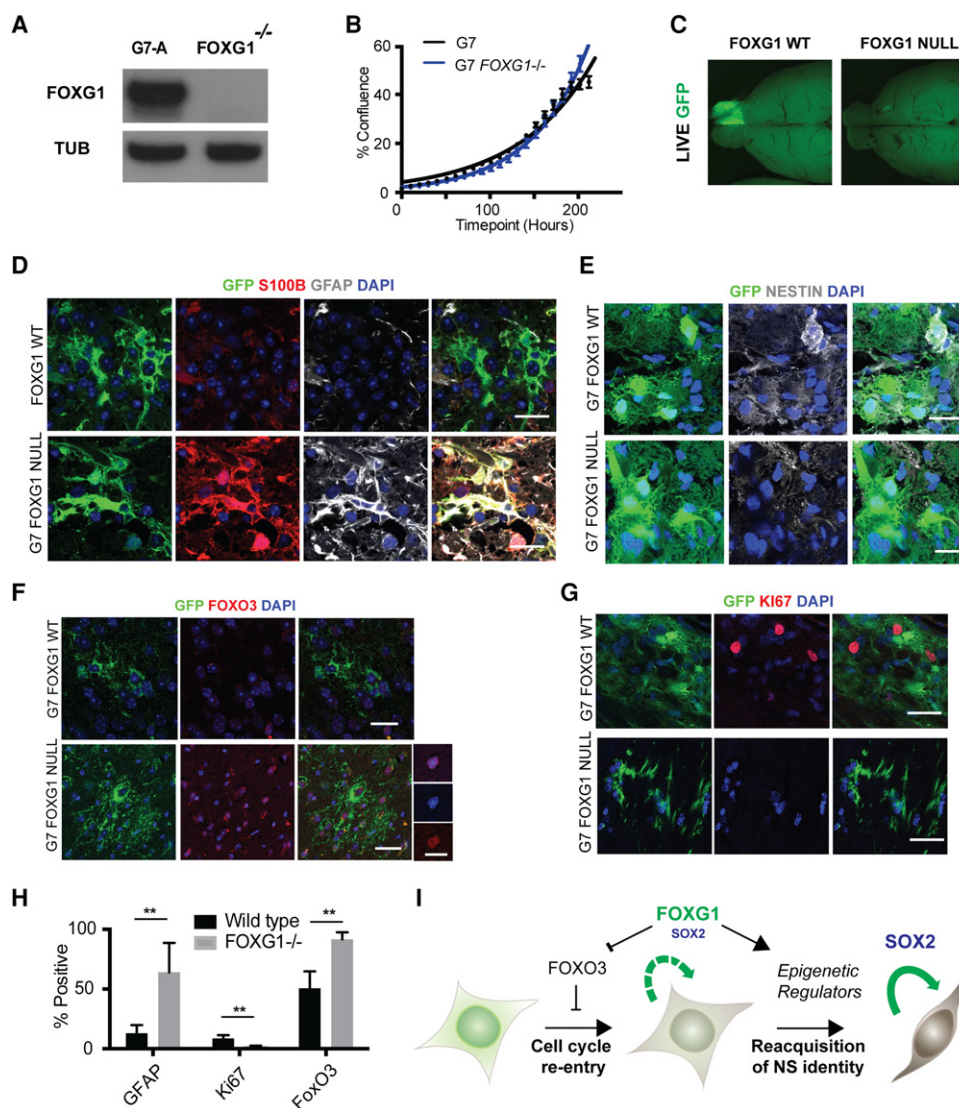 A
G7-A
FOXG1 -/-
FOXG1
TUB
B
G7
G7 FOXG1-/-
% Confluence
60
40
20
0
0
100
200
Timepoint (Hours)
C
FOXG1 WT
FOXG1 NULL
LIVE GFP
D
GFP S100B GFAP DAPI
FOXG1 WT
G7 FOXG1 NULL
E
GFP NESTIN DAPI
G7 FOXG1 WT
G7 FOXG1 NULL
F
GFP FOXO3 DAPI
G7 FOXG1 WT
G7 FOXG1 NULL
G
GFP KI67 DAPI
G7 FOXG1 WT
G7 FOXG1 NULL
H
% Positive
100
50
0
**
**
**
Wild type
FOXG1-/-
GFAP
Ki67
FoxO3
I
FOXG1
SOX2
FOXO3
Cell cycle
re-entry
Epigenetic
Regulators
Reacquisition
of NS identity
SOX2